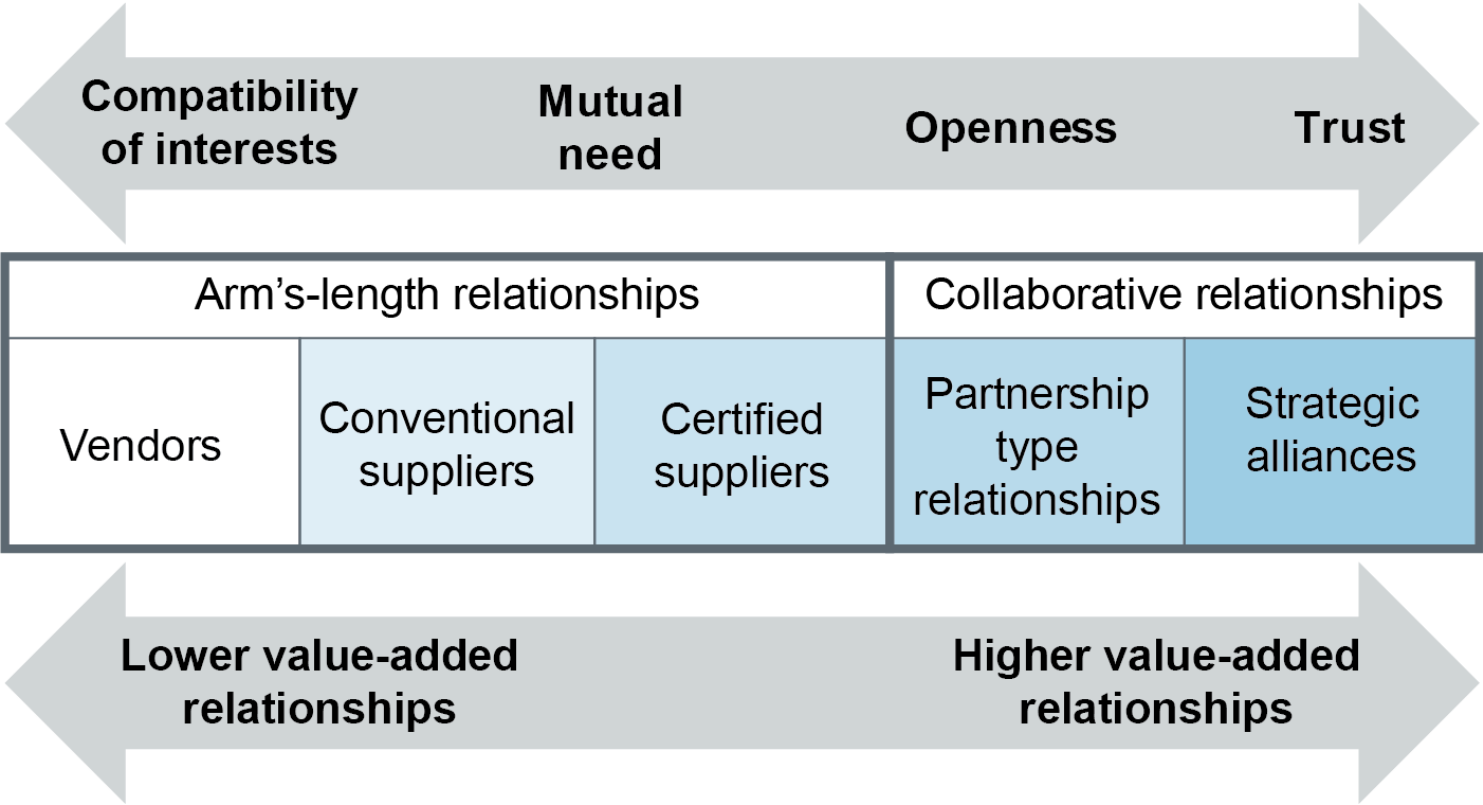 Compatibility
of interests
Mutual
need
Openness
Trust
Arm’s-length relationships
Collaborative relationships
Vendors
Conventional
suppliers
Certified
suppliers
Partnership
type
relationships
Strategic
alliances
Lower value-added
relationships
Higher value-added
relationships